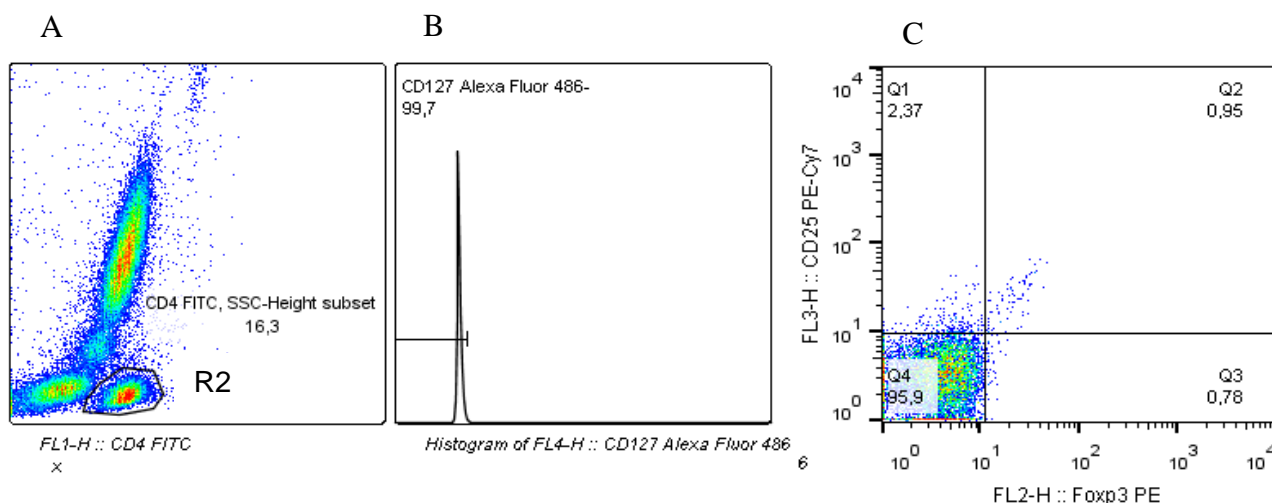 A
B
C
CD4 FITC, SSC-Height subset
16,3
R2
FL1-H :: CD4 FITC
×
CD127 Alexa Fluor 486-
99,7
Histogram of FL4-H :: CD127 Alexa Fluor 486
6
FL3-H :: CD25 PE-Cy7
10^4
10^3
10^2
10^1
10^0
Q1
2,37
Q2
0,95
Q4
95,9
Q3
0,78
10^0 10^1 10^2 10^3 10^4
FL2-H :: Foxp3 PE